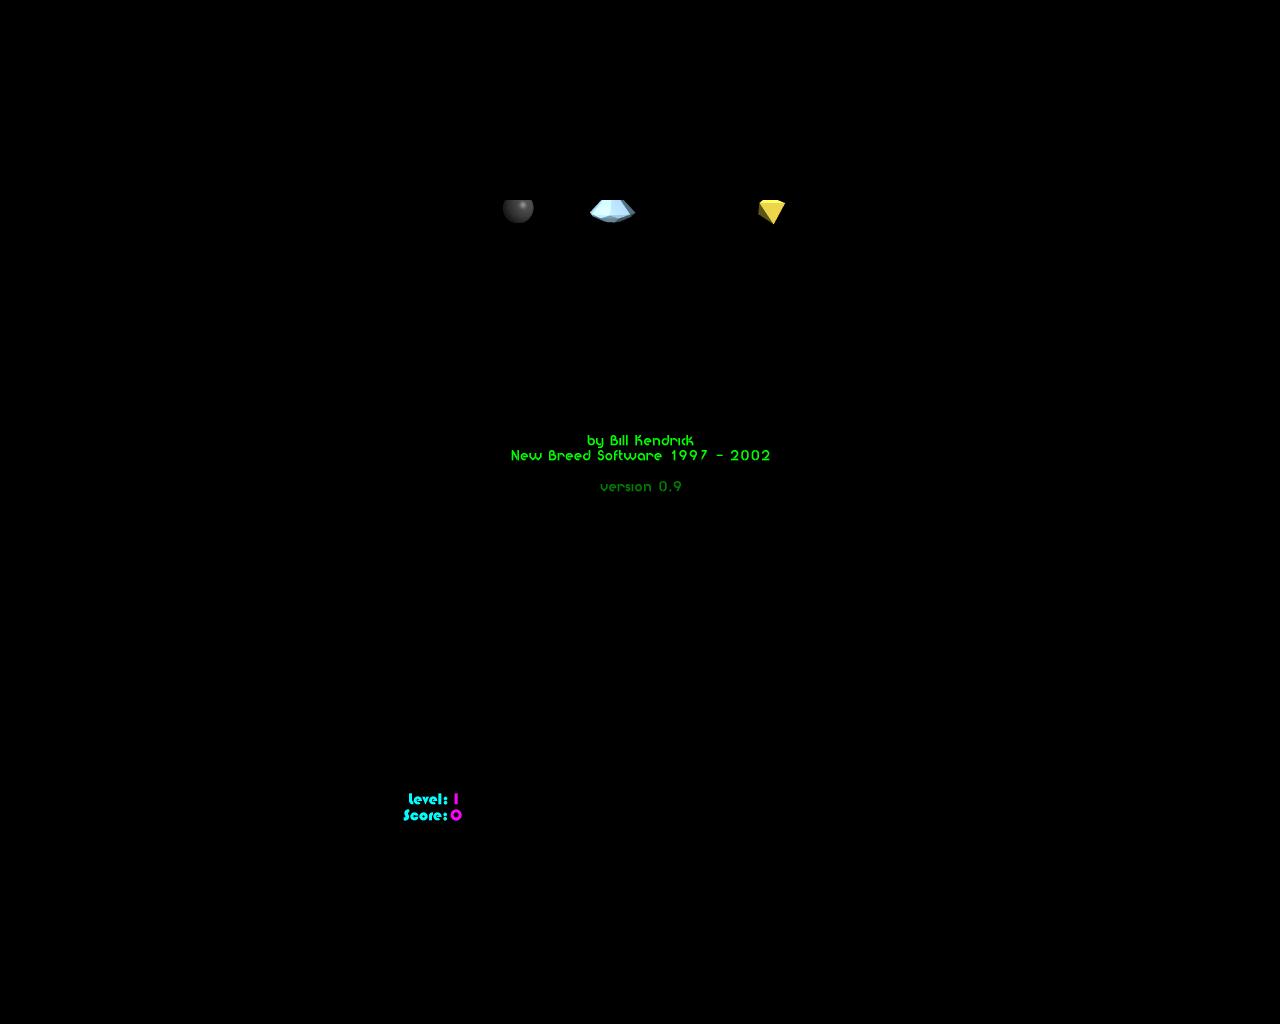 by Bill Kendrick
New Breed Software 1997 - 2002
version 0.9
Level: 1
Score: 0